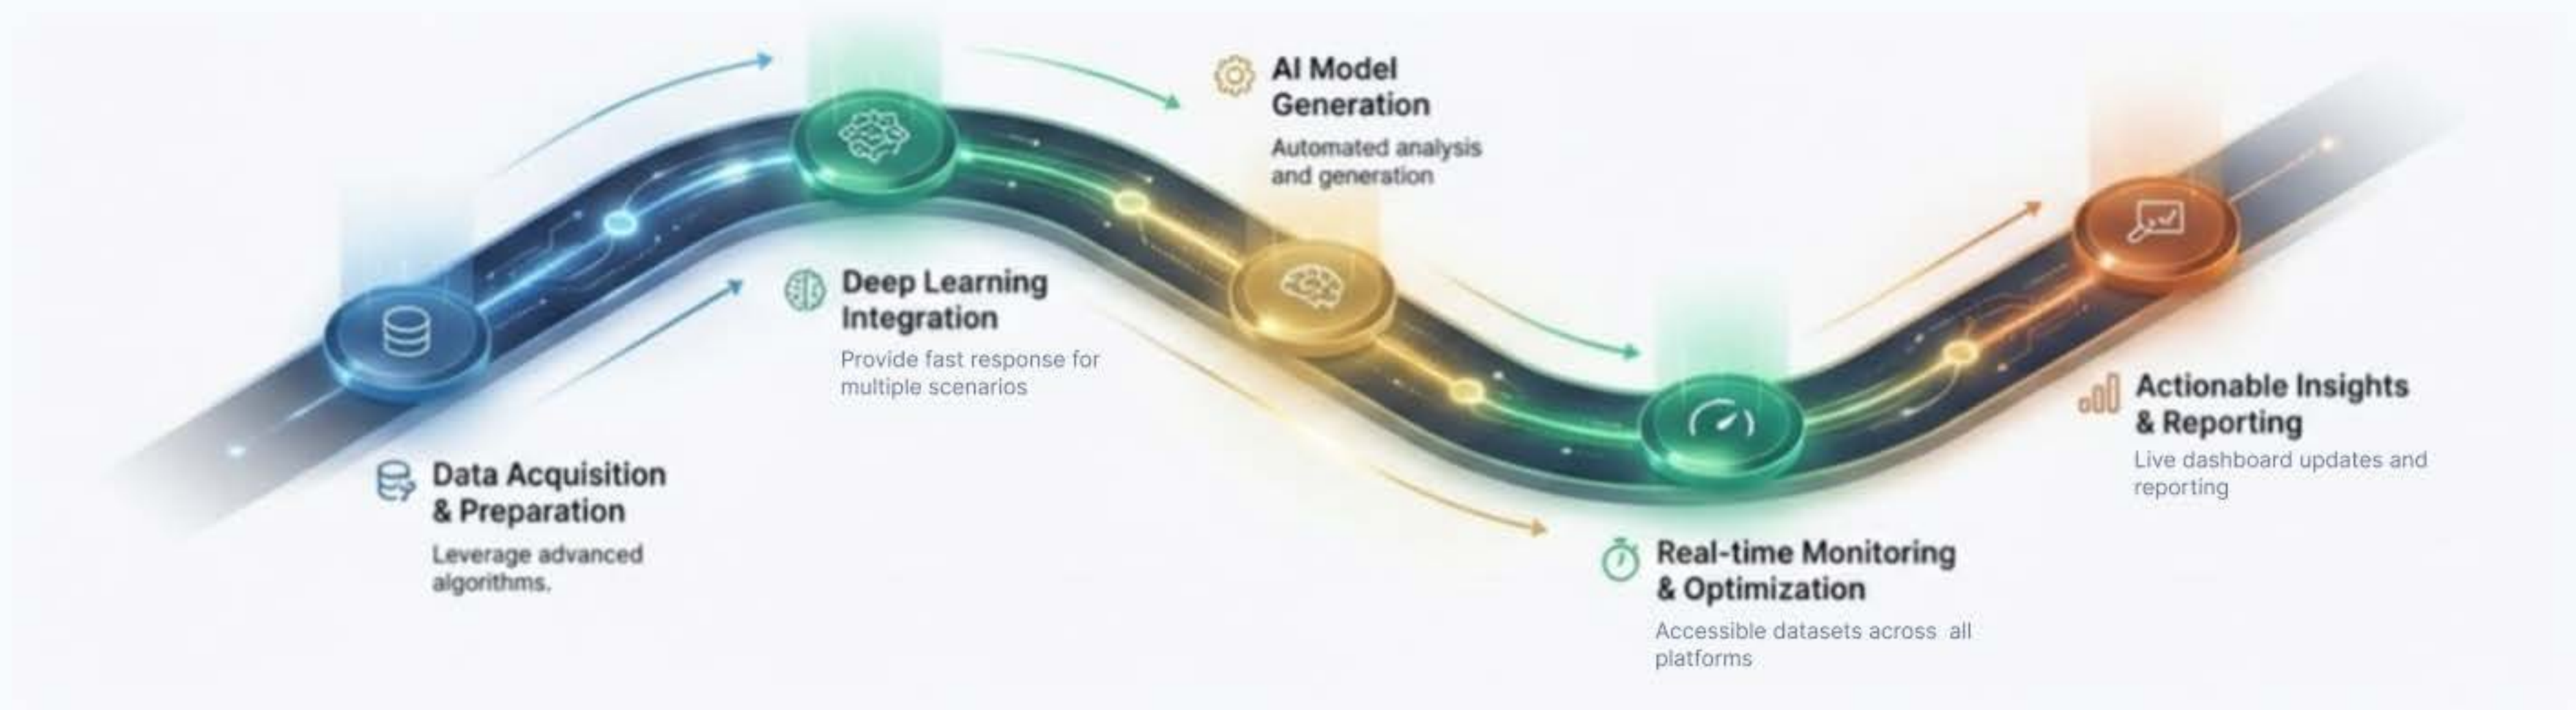 Data Acquisition
& Preparation
Leverage advanced
algorithms.
Deep Learning
Integration
Provide fast response for
multiple scenarios
AI Model
Generation
Automated analysis
and generation
Real-time Monitoring
& Optimization
Accessible datasets across  all
platforms
Actionable Insights
& Reporting
Live dashboard updates and
reporting